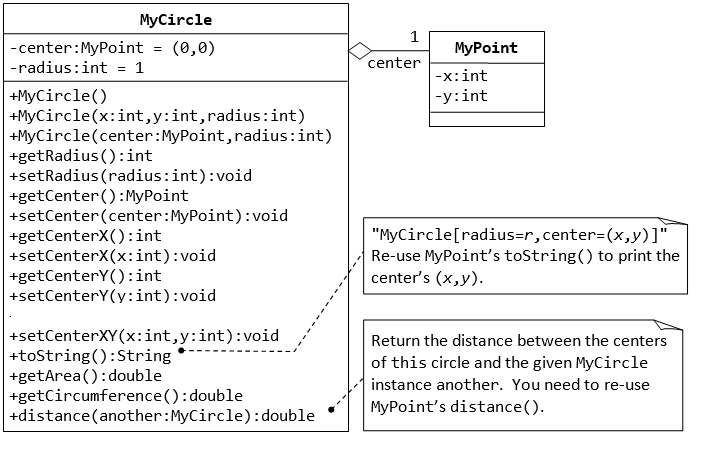 MyCircle
-center:MyPoint = (0,0)
-radius:int = 1
+MyCircle()
+MyCircle(x:int,y:int,radius:int)
+MyCircle(center:MyPoint,radius:int)
+getRadius():int
+setRadius(radius:int):void
+getCenter():MyPoint
+setCenter(center:MyPoint):void
+getCenterX():int
+setCenterX(x:int):void
+getCenterY():int
+setCenterY(y:int):void
.
+setCenterXY(x:int,y:int):void
+toString():String
+getArea():double
+getCircumference():double
+distance(another:MyCircle):double
1
center
MyPoint
-x:int
-y:int
"MyCircle[radius=r,center=(x,y)]"
Re-use MyPoint's toString() to print the
center's (x,y).
Return the distance between the centers
of this circle and the given MyCircle
instance another. You need to re-use
MyPoint's distance().